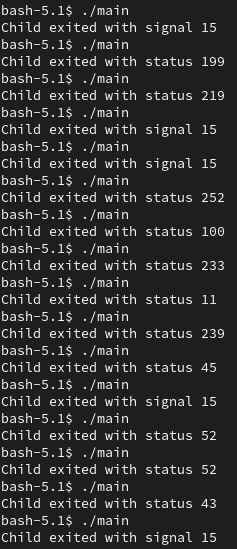 bash-5.1$ ./main
Child exited with signal 15
bash-5.1$ ./main
Child exited with status 199
bash-5.1$ ./main
Child exited with status 219
bash-5.1$ ./main
Child exited with signal 15
bash-5.1$ ./main
Child exited with signal 15
bash-5.1$ ./main
Child exited with status 252
bash-5.1$ ./main
Child exited with status 100
bash-5.1$ ./main
Child exited with status 233
bash-5.1$ ./main
Child exited with status 11
bash-5.1$ ./main
Child exited with status 239
bash-5.1$ ./main
Child exited with status 45
bash-5.1$ ./main
Child exited with signal 15
bash-5.1$ ./main
Child exited with status 52
bash-5.1$ ./main
Child exited with status 52
bash-5.1$ ./main
Child exited with status 43
bash-5.1$ ./main
Child exited with signal 15